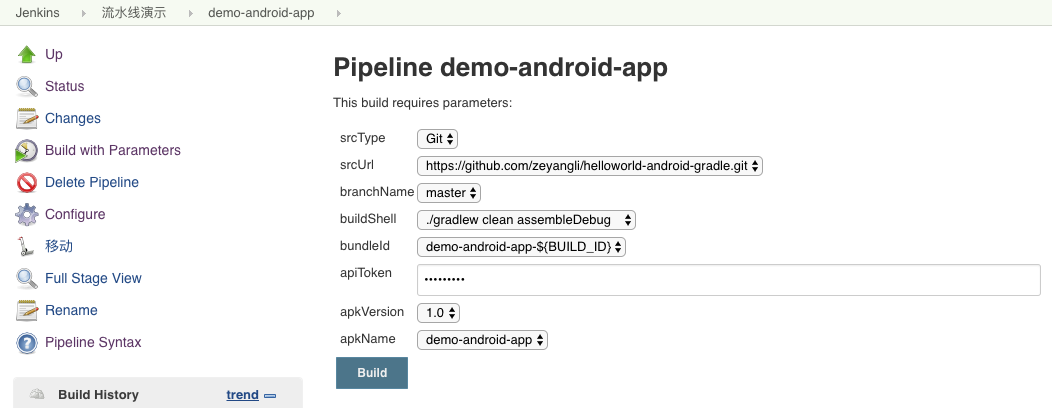 Jenkins 流水线演示 demo-android-app
Up
Status
Changes
Build with Parameters
Delete Pipeline
Configure
移动
Full Stage View
Rename
Pipeline Syntax
Build History trend
Pipeline demo-android-app
This build requires parameters:
srcType Git
srcUrl https://github.com/zeyangli/helloworld-android-gradle.git
branchName master
buildShell ./gradlew clean assembleDebug
bundleId demo-android-app-${BUILD_ID}
apiToken •••••••••
apkVersion 1.0
apkName demo-android-app
Build